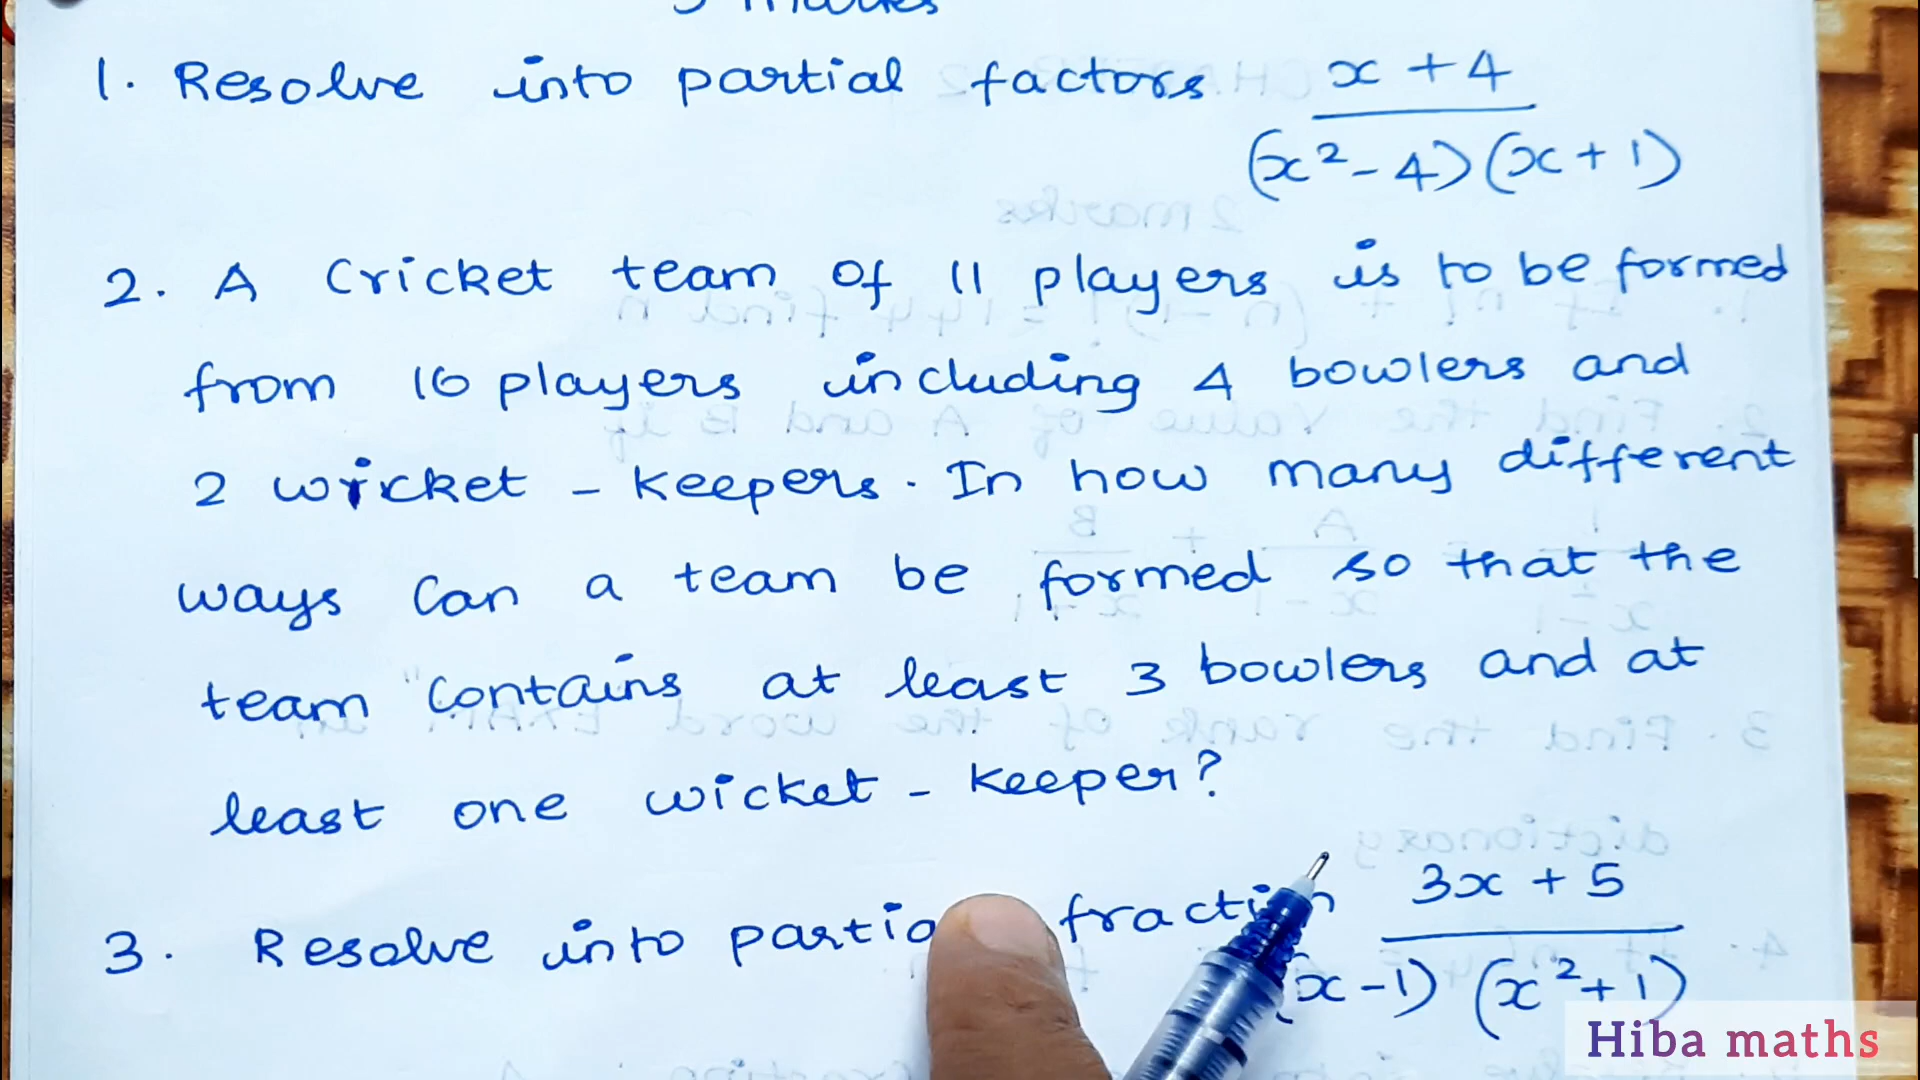 5 marks
1. Resolve into partial factors x + 4
(x² - 4) (x + 1)
2. A Cricket team of 11 players is to be formed
from 16 players including 4 bowlers and
2 wicket - keepers. In how many different
ways can a team be formed so that the
team contains at least 3 bowlers and at
least one wicket - keeper?
3. Resolve into 3x + 5
(x - 1) (x² + 1)
Hiba maths